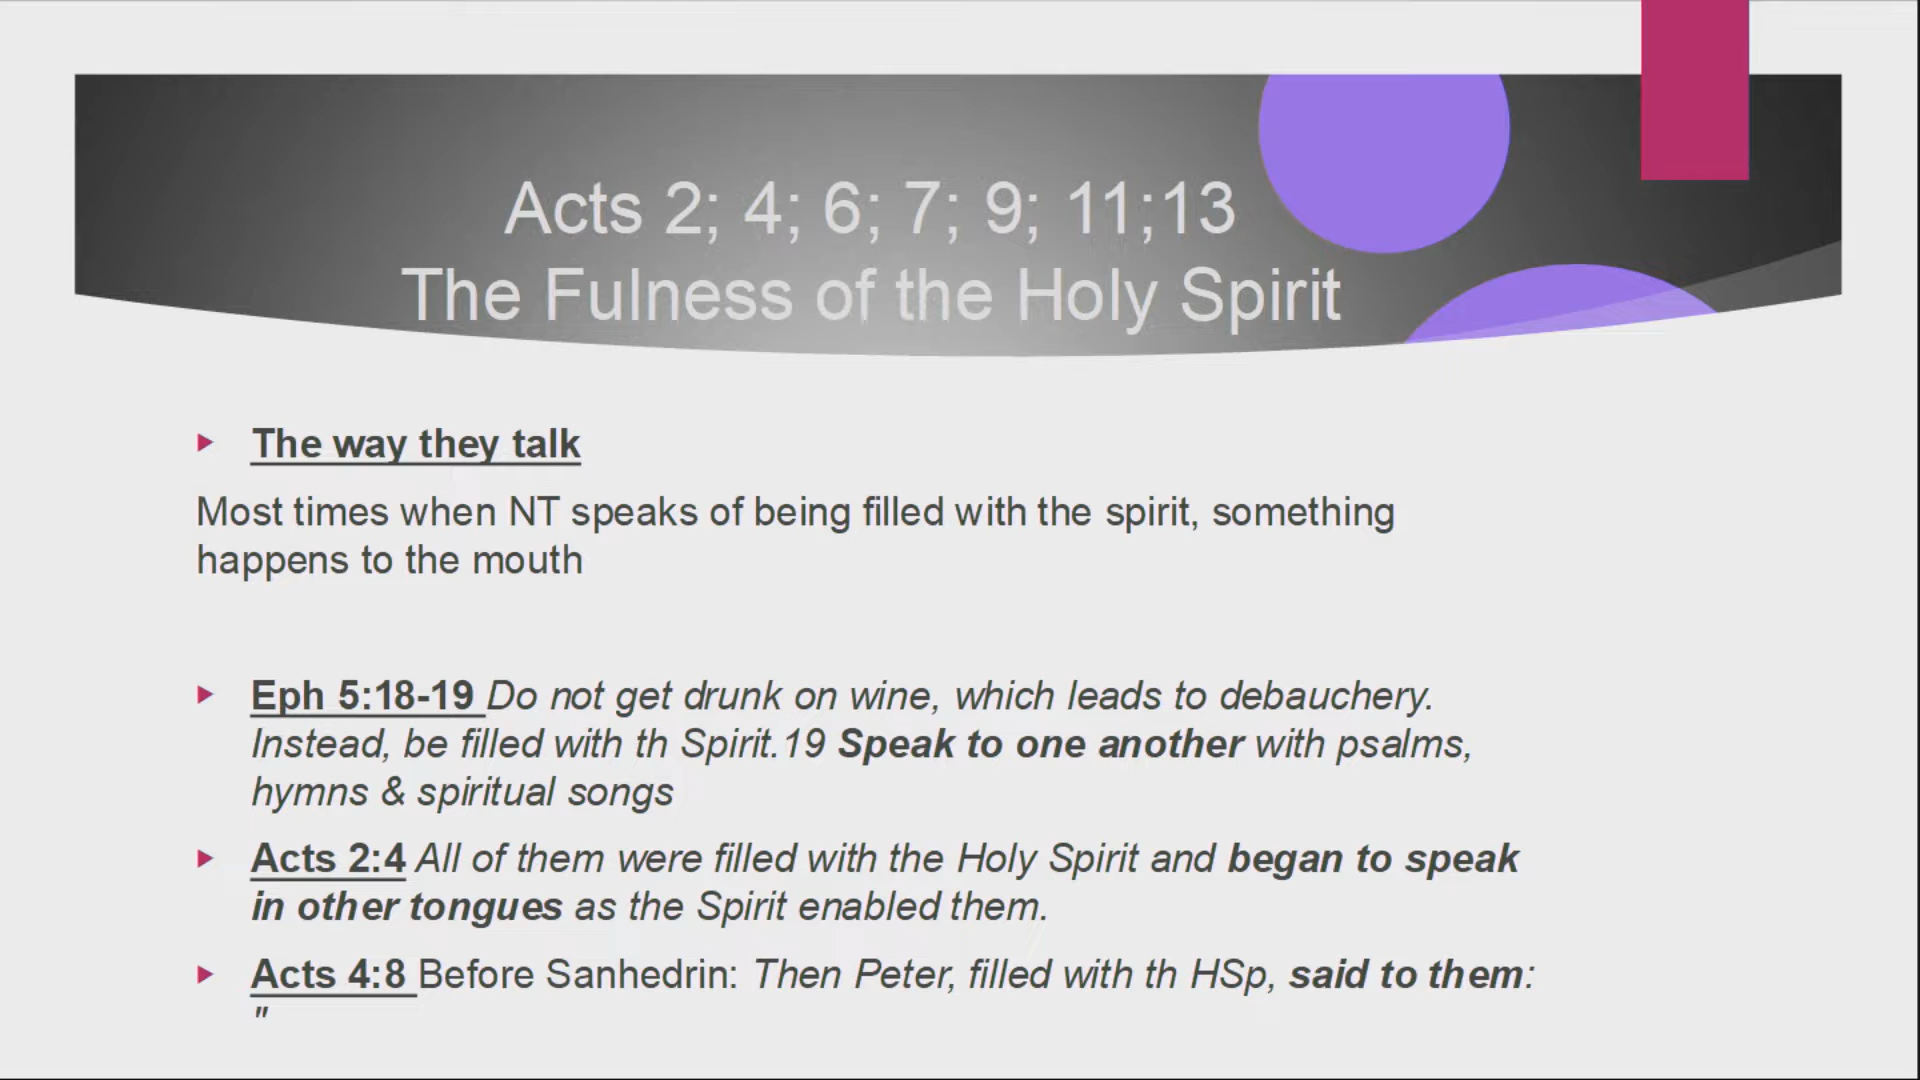 Acts 2; 4; 6; 7; 9; 11;13
The Fulness of the Holy Spirit
The way they talk
Most times when NT speaks of being filled with the spirit, something
happens to the mouth
Eph 5:18-19 Do not get drunk on wine, which leads to debauchery.
Instead, be filled with th Spirit.19 Speak to one another with psalms,
hymns & spiritual songs
Acts 2:4 All of them were filled with the Holy Spirit and began to speak
in other tongues as the Spirit enabled them.
Acts 4:8 Before Sanhedrin: Then Peter, filled with th HSp, said to them:
"